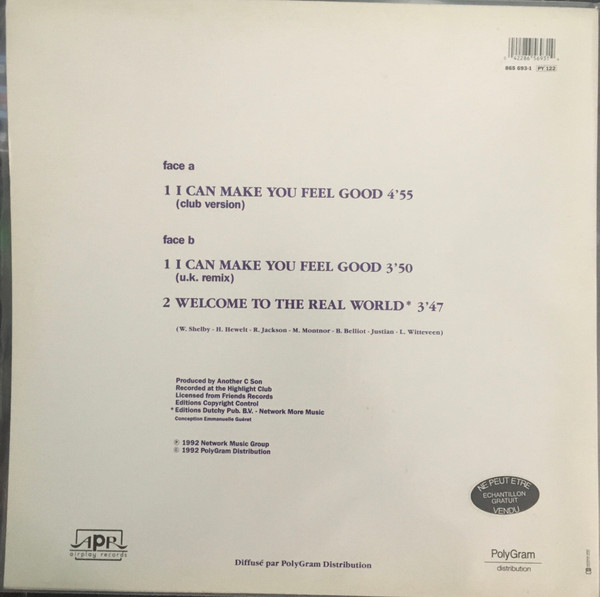 868 693-1 PY 122
face a
1 I CAN MAKE YOU FEEL GOOD 4'55
(club version)
face b
1 I CAN MAKE YOU FEEL GOOD 3'50
(u.k. remix)
2 WELCOME TO THE REAL WORLD* 3'47
(W. Shelby - H. Hewelt - R. Jackson - M. Montnor - B. Belliot - Justian - L. Witteveen)
Produced by Another C Son
Recorded at the Highlight Club
Licensed from Friends Records
Editions Copyright Control
* Editions Dutchy Pub. B.V. - Network More Music
Conception Emmanuelle Guéret
℗ 1992 Network Music Group
© 1992 PolyGram Distribution
NE PEUT ETRE
ECHANTILLON
GRATUIT
VENDU
APR
airplay records
PolyGram
distribution
Diffusé par PolyGram Distribution